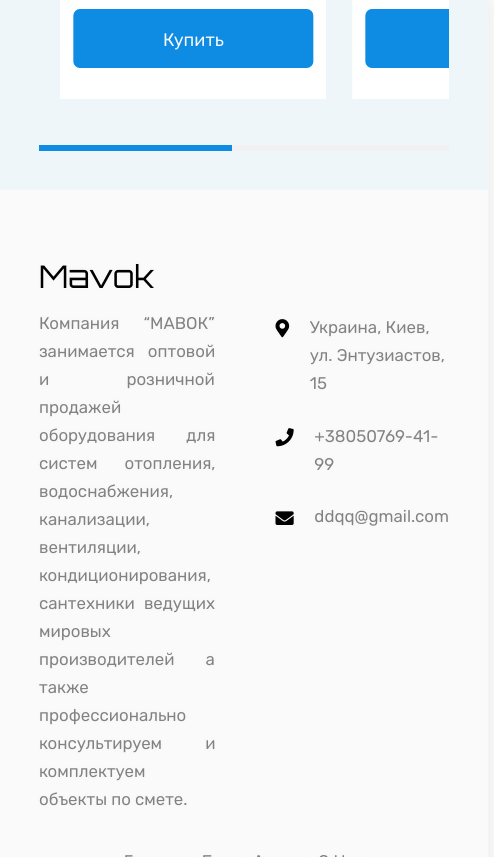 Купить
Mavok
Компания “МАВОК”
занимается оптовой
и розничной
продажей
оборудования для
систем отопления,
водоснабжения,
канализации,
вентиляции,
кондиционирования,
сантехники ведущих
мировых
производителей а
также
профессионально
консультируем и
комплектуем
объекты по смете.
Украина, Киев,
ул. Энтузиастов,
15
+38050769-41-
99
ddqq@gmail.com